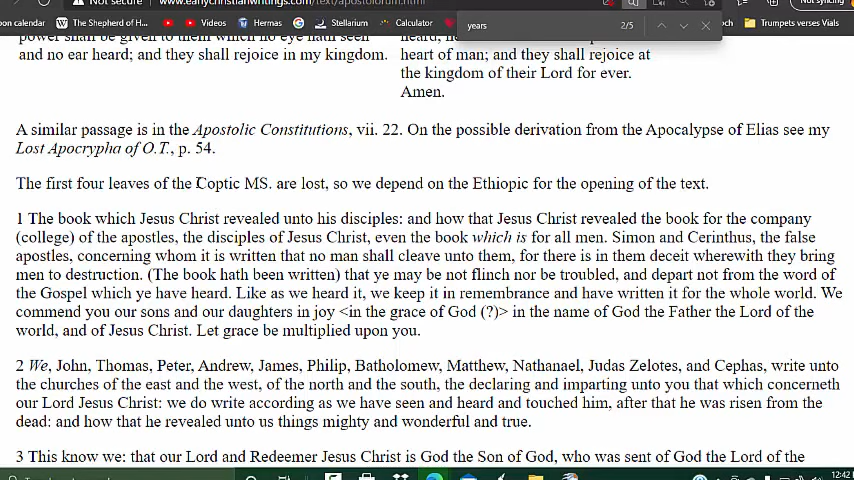 Not secure
www.earlychristianwritings.com/text/apostolorum.html
Not syncing
oon calendar
The Shepherd of H...
Videos
Hermas
Stellarium
Calculator
years
2/5
och
Trumpets verses Vials
power shall be given to them which no eye hath seen
and no ear heard; and they shall rejoice in my kingdom.
heart of man; and they shall rejoice at
the kingdom of their Lord for ever.
Amen.
A similar passage is in the Apostolic Constitutions, vii. 22. On the possible derivation from the Apocalypse of Elias see my
Lost Apocrypha of O.T., p. 54.
The first four leaves of the Coptic MS. are lost, so we depend on the Ethiopic for the opening of the text.
1 The book which Jesus Christ revealed unto his disciples: and how that Jesus Christ revealed the book for the company
(college) of the apostles, the disciples of Jesus Christ, even the book which is for all men. Simon and Cerinthus, the false
apostles, concerning whom it is written that no man shall cleave unto them, for there is in them deceit wherewith they bring
men to destruction. (The book hath been written) that ye may be not flinch nor be troubled, and depart not from the word of
the Gospel which ye have heard. Like as we heard it, we keep it in remembrance and have written it for the whole world. We
commend you our sons and our daughters in joy <in the grace of God (?)> in the name of God the Father the Lord of the
world, and of Jesus Christ. Let grace be multiplied upon you.
2 We, John, Thomas, Peter, Andrew, James, Philip, Batholomew, Matthew, Nathanael, Judas Zelotes, and Cephas, write unto
the churches of the east and the west, of the north and the south, the declaring and imparting unto you that which concerneth
our Lord Jesus Christ: we do write according as we have seen and heard and touched him, after that he was risen from the
dead: and how that he revealed unto us things mighty and wonderful and true.
3 This know we: that our Lord and Redeemer Jesus Christ is God the Son of God, who was sent of God the Lord of the
12:42